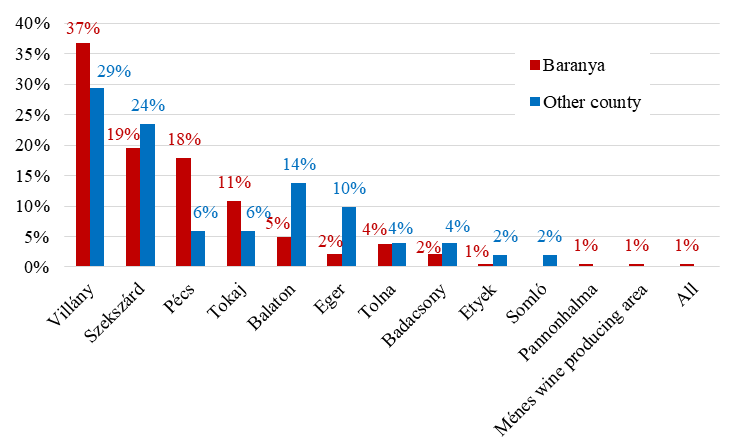 40%
35%
30%
25%
20%
15%
10%
5%
0%
37%
29%
19%
24%
18%
6%
11%
6%
5%
14%
2%
10%
4%
4%
2%
4%
1%
2%
2%
1%
1%
1%
Baranya
Other county
Villány
Szekszárd
Pécs
Tokaj
Balaton
Eger
Tolna
Badacsony
Etyek
Somló
Pannonhalma
Ménes wine producing area
All